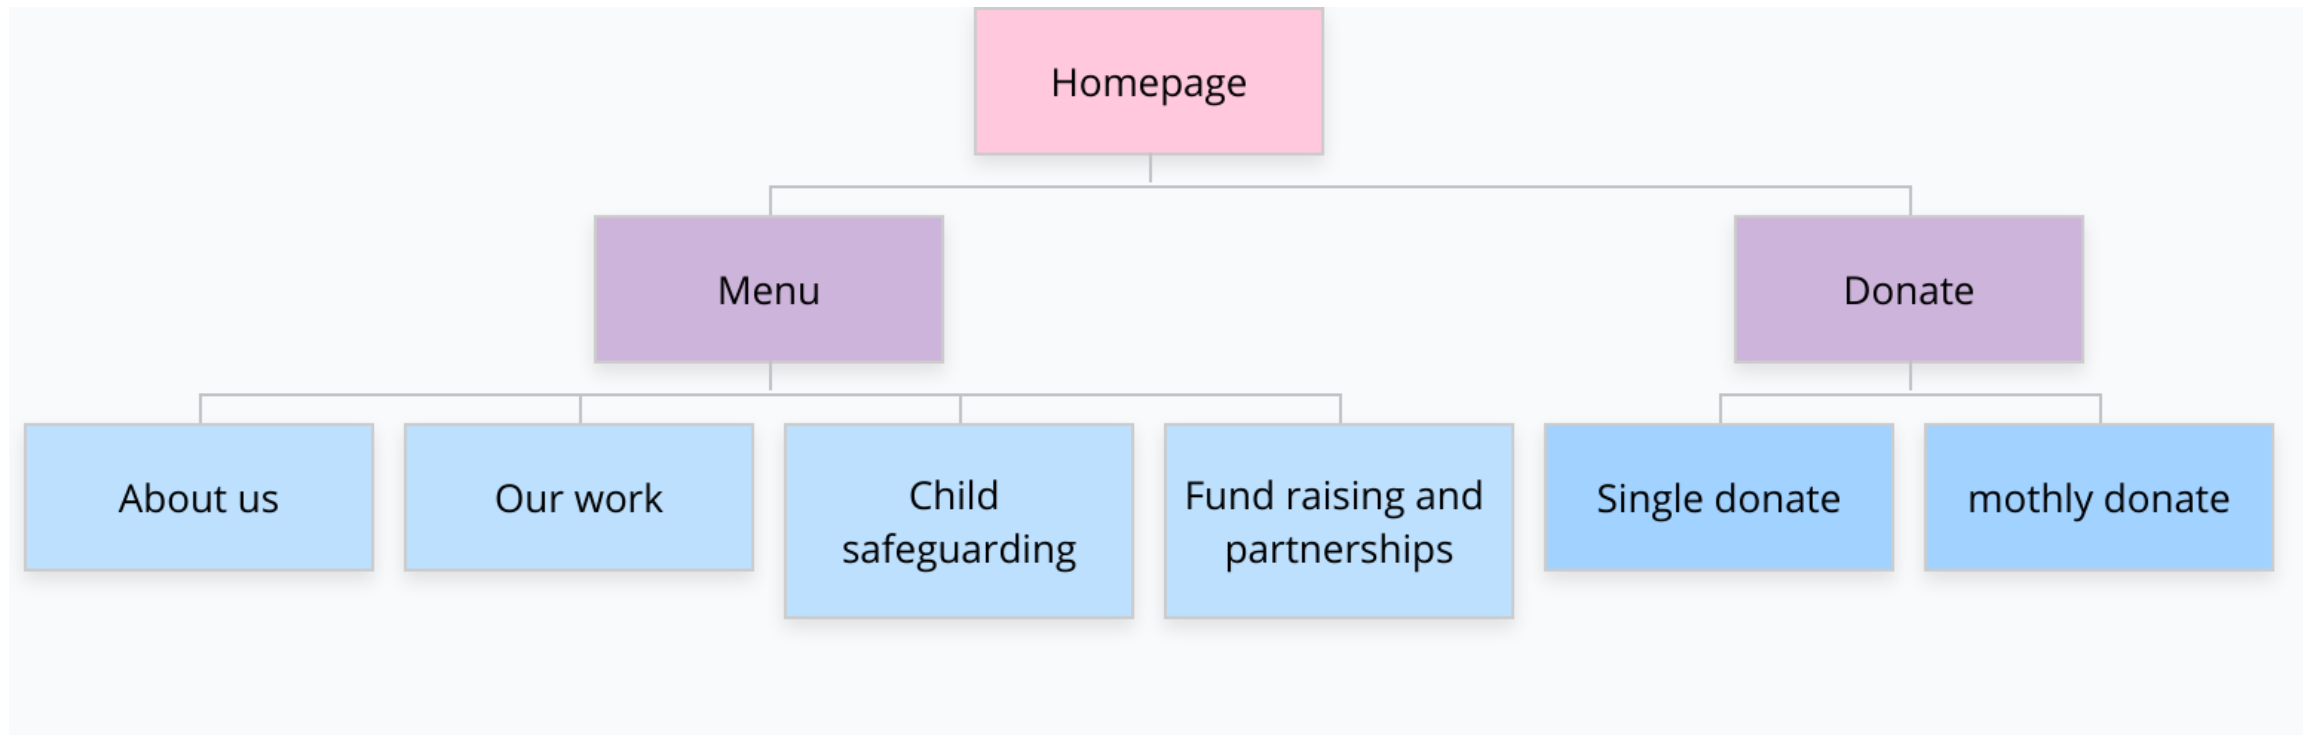 Homepage
Menu
Donate
About us
Our work
Child
safeguarding
Fund raising and
partnerships
Single donate
mothly donate